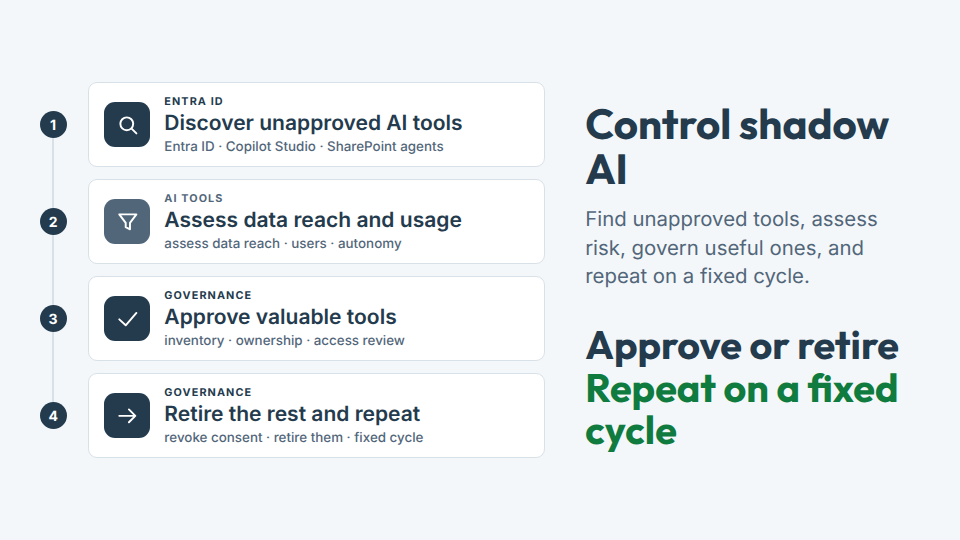 1
ENTRA ID
Discover unapproved AI tools
Entra ID · Copilot Studio · SharePoint agents
2
AI TOOLS
Assess data reach and usage
assess data reach · users · autonomy
3
GOVERNANCE
Approve valuable tools
inventory · ownership · access review
4
GOVERNANCE
Retire the rest and repeat
revoke consent · retire them · fixed cycle
Control shadow
AI
Find unapproved tools, assess
risk, govern useful ones, and
repeat on a fixed cycle.
Approve or retire
Repeat on a fixed
cycle